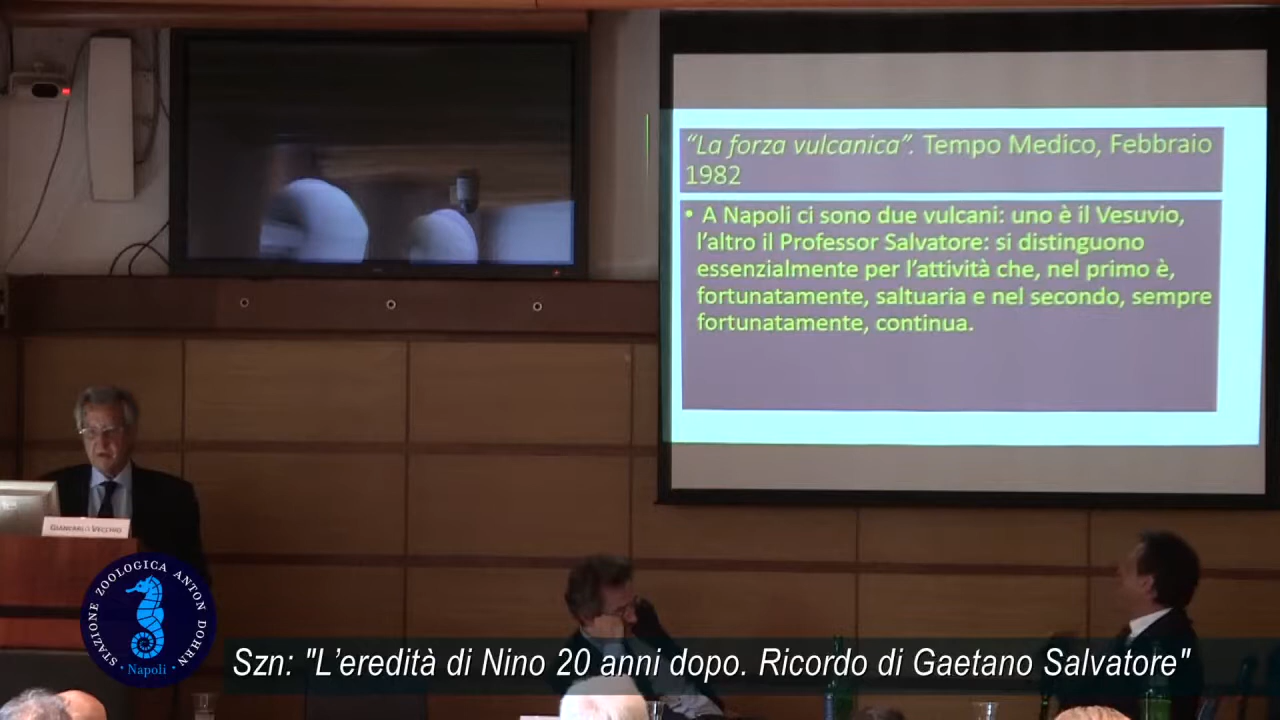 “La forza vulcanica”. Tempo Medico, Febbraio
1982
• A Napoli ci sono due vulcani: uno è il Vesuvio,
l’altro il Professor Salvatore: si distinguono
essenzialmente per l’attività che, nel primo è,
fortunatamente, saltuaria e nel secondo, sempre
fortunatamente, continua.
GIANCARLO VECCHIO
STAZIONE ZOOLOGICA ANTON DOHRN
• Napoli •
Szn: "L’eredità di Nino 20 anni dopo. Ricordo di Gaetano Salvatore"